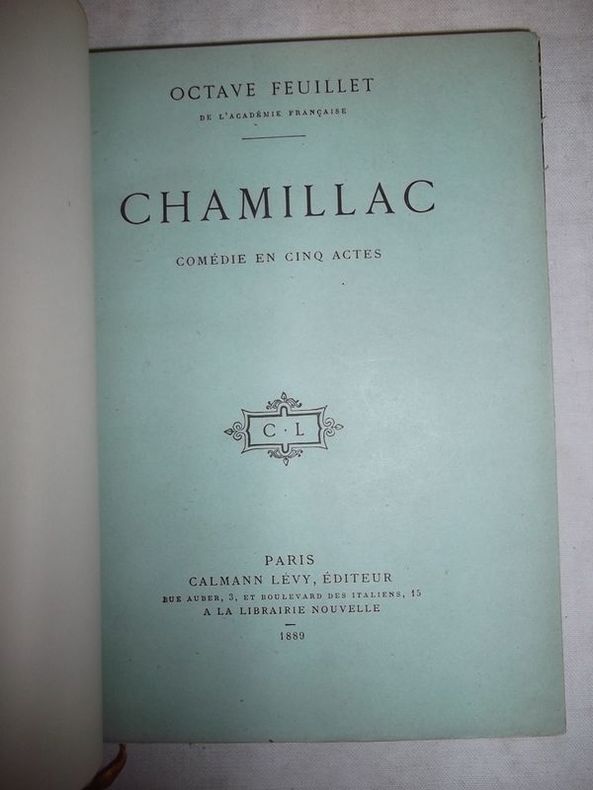 OCTAVE FEUILLET
DE L'ACADÉMIE FRANÇAISE
CHAMILLAC
COMÉDIE EN CINQ ACTES
C · L
PARIS
CALMANN LÉVY, ÉDITEUR
RUE AUBER, 3, ET BOULEVARD DES ITALIENS, 15
A LA LIBRAIRIE NOUVELLE
1889